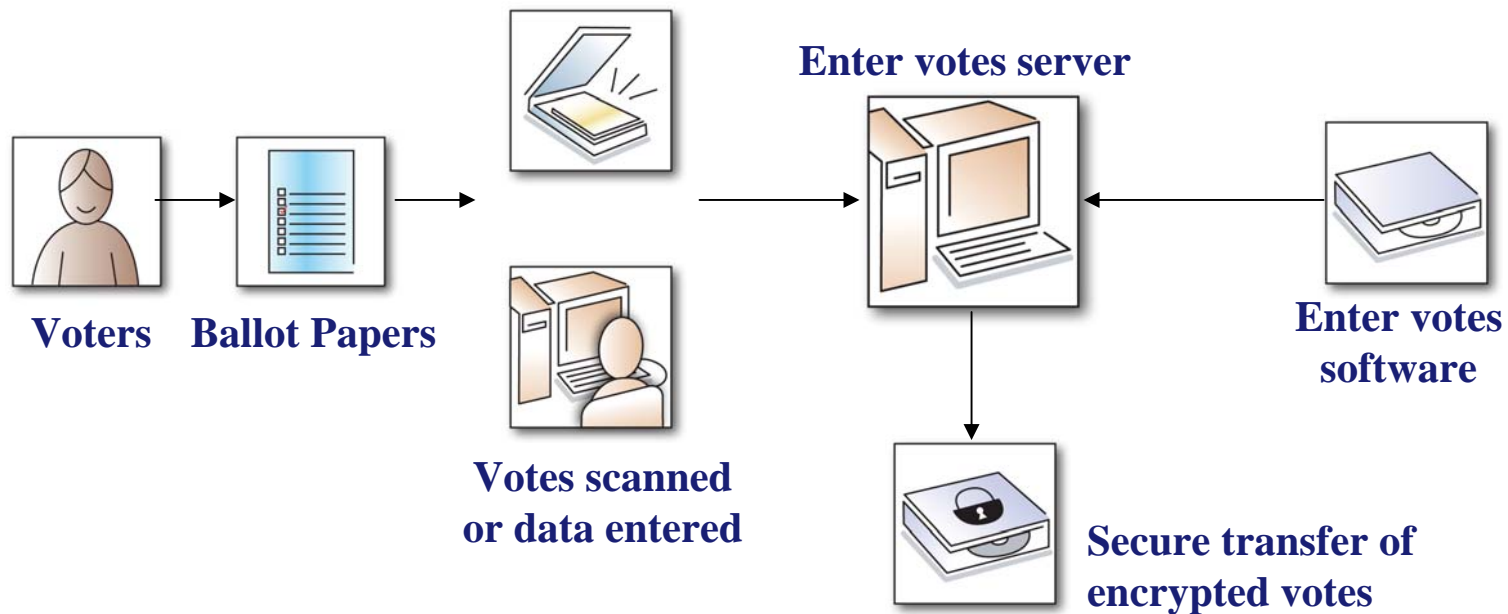 Enter votes server
Voters
Ballot Papers
Enter votes
software
Votes scanned
or data entered
Secure transfer of
encrypted votes